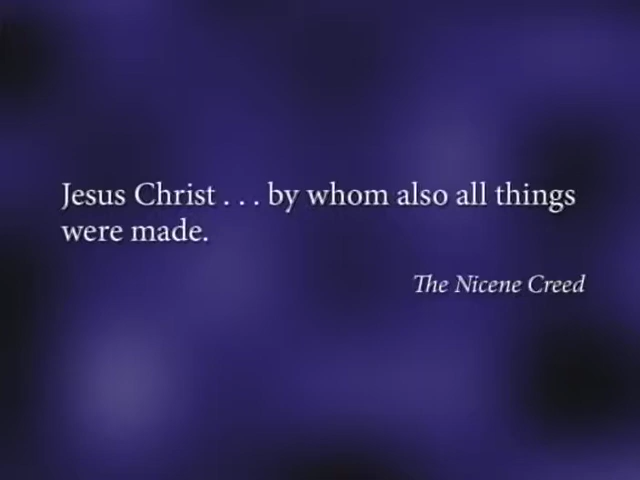 Jesus Christ . . . by whom also all things
were made.
The Nicene Creed